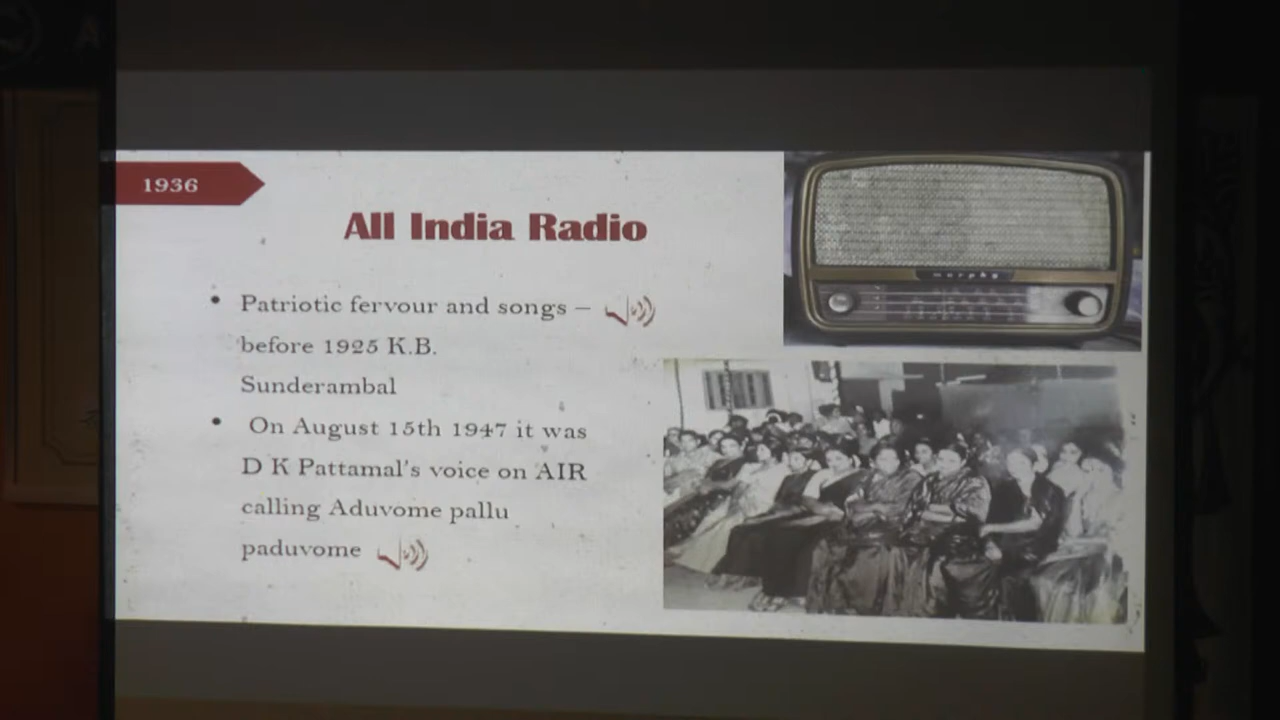 1936
All India Radio
• Patriotic fervour and songs –
before 1925 K.B.
Sunderambal
• On August 15th 1947 it was
D K Pattamal's voice on AIR
calling Aduvome pallu
paduvome
murphy